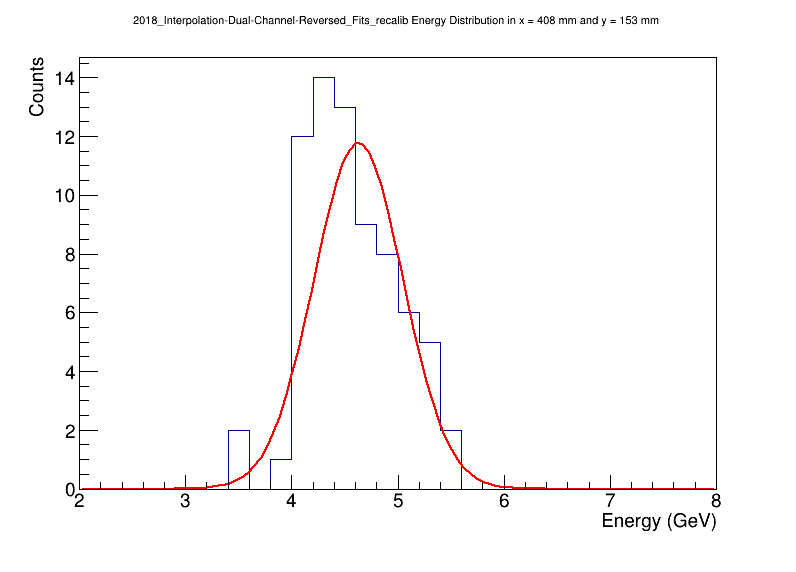 2018_Interpolation-Dual-Channel-Reversed_Fits_recalib Energy Distribution in x = 408 mm and y = 153 mm
Counts
14
12
10
8
6
4
2
0
2 3 4 5 6 7 8
Energy (GeV)